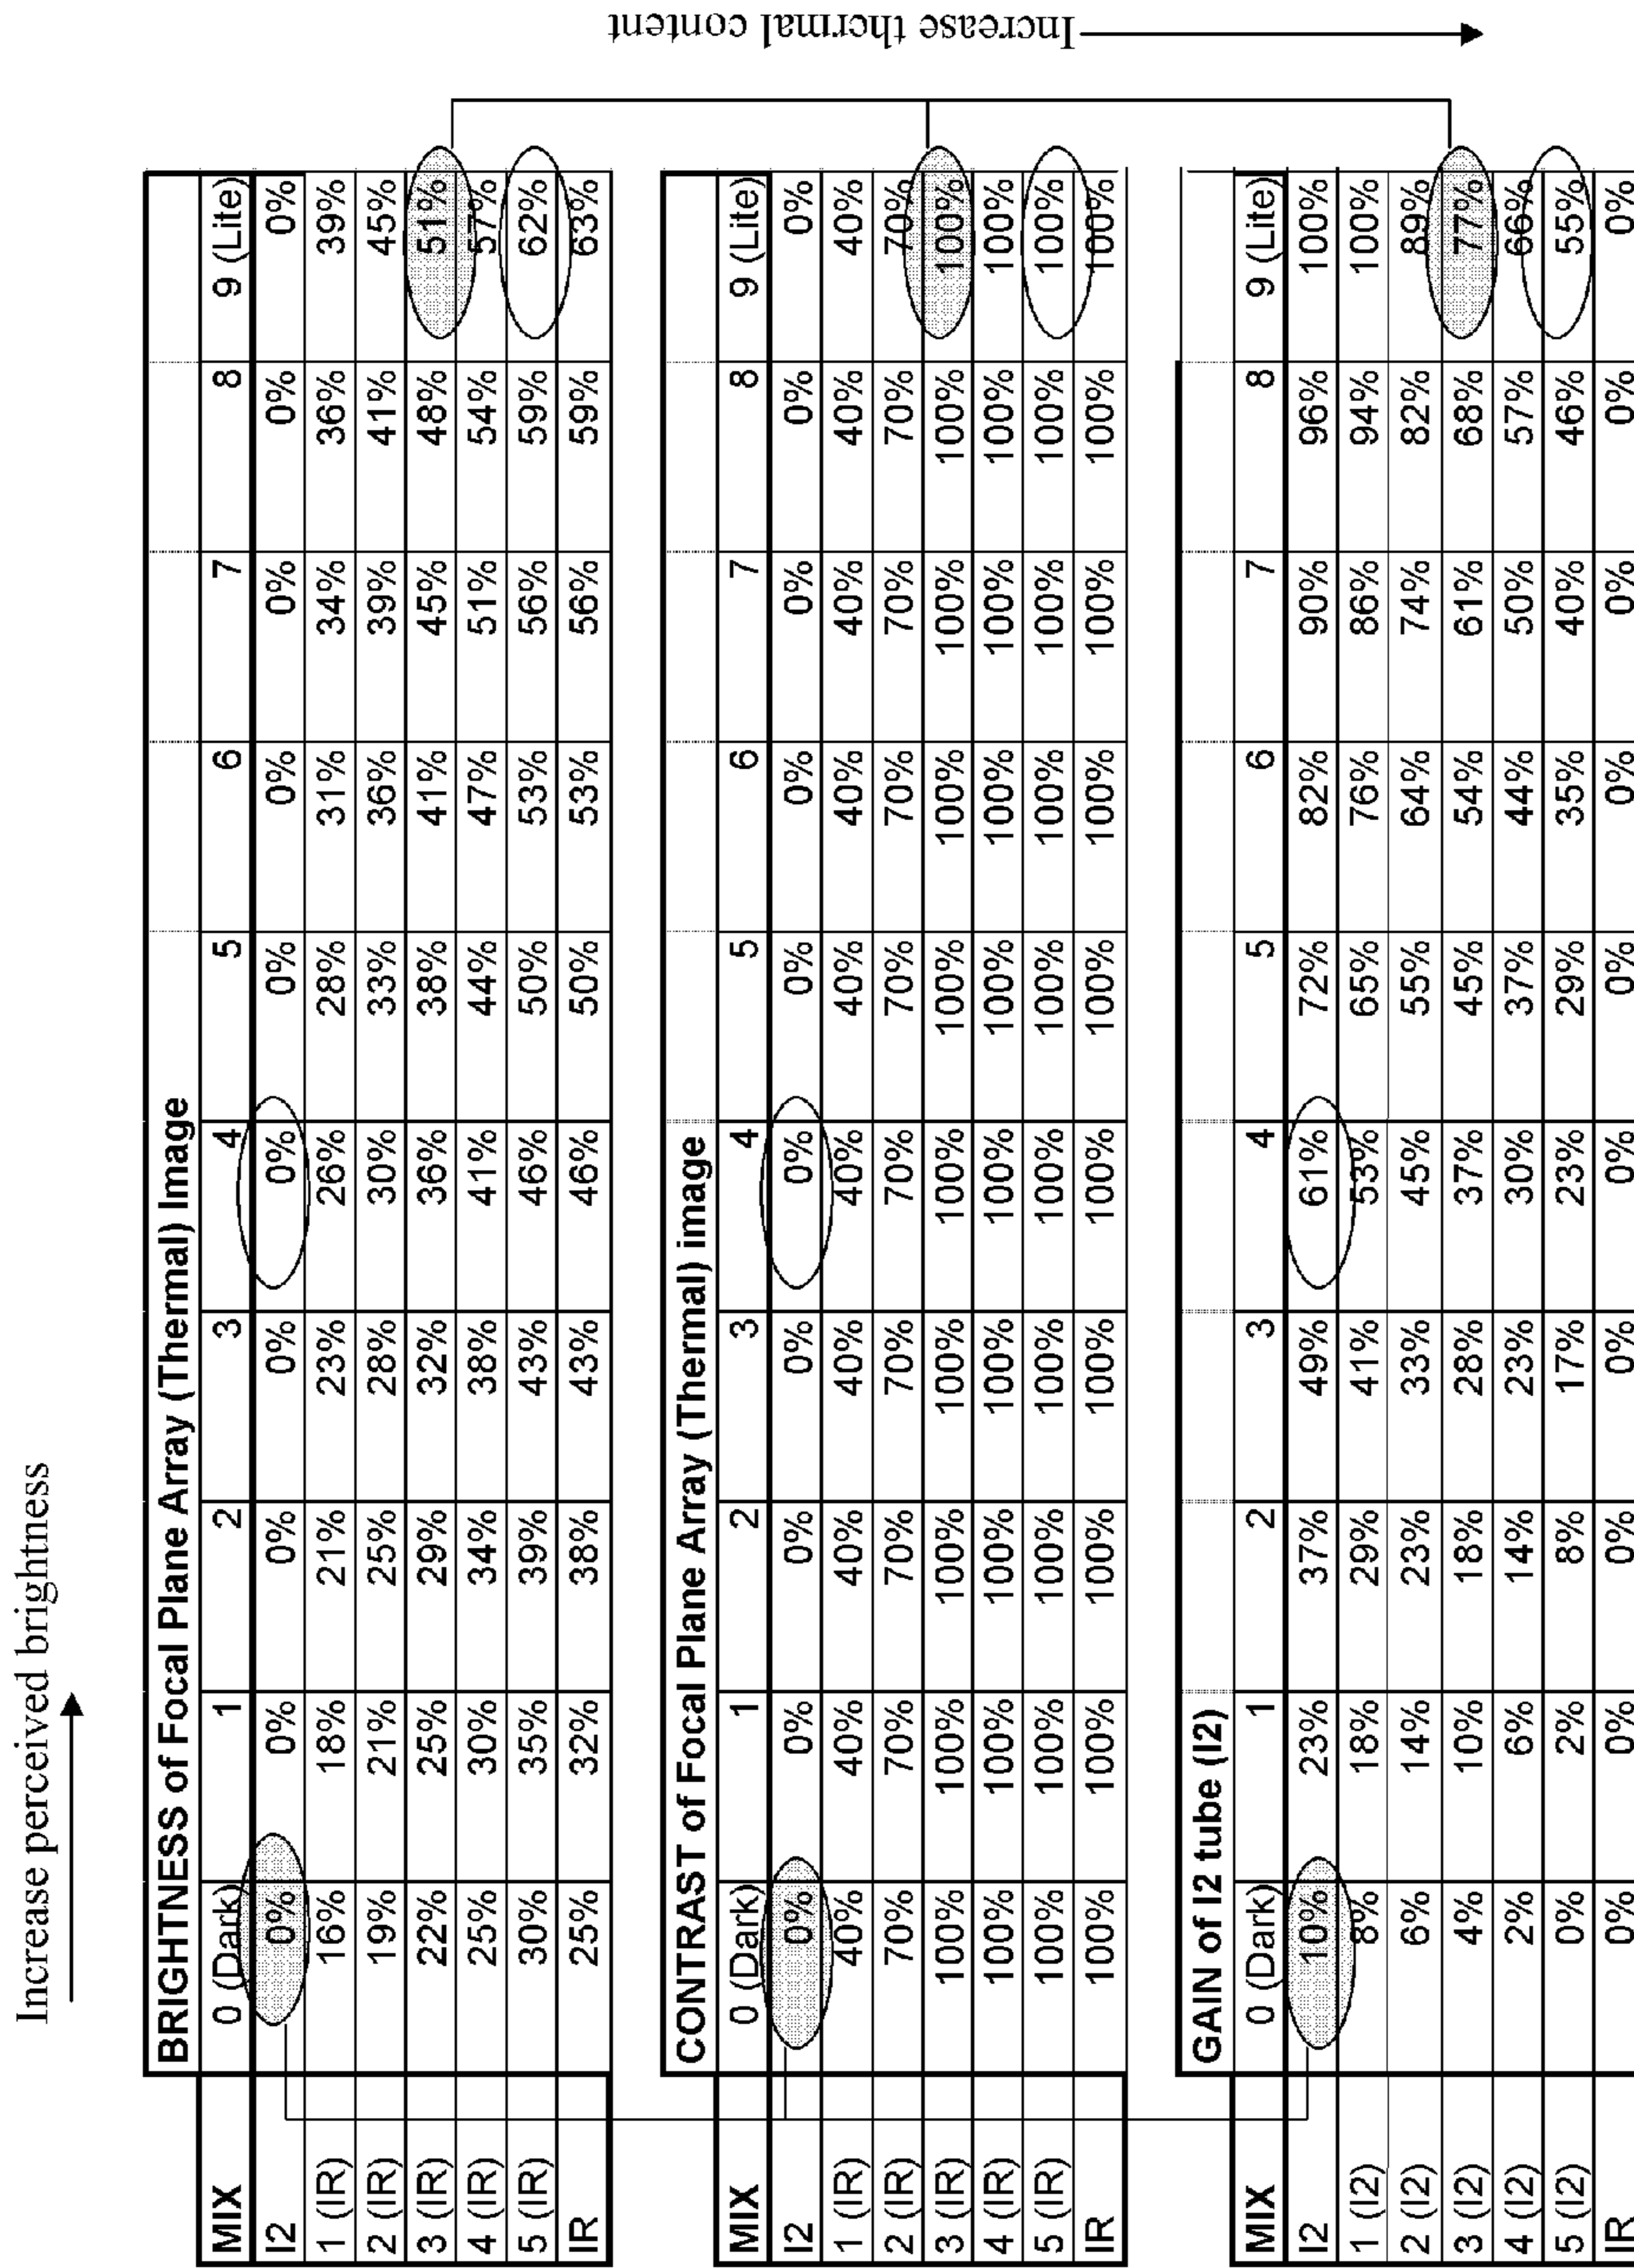 Increase perceived brightness
BRIGHTNESS of Focal Plane Array (Thermal) Image
MIX 0 (Dark) 1 2 3 4 5 6 7 8 9 (Lite)
I2 0% 0% 0% 0% 0% 0% 0% 0% 0% 0%
1 (IR) 16% 18% 21% 23% 26% 28% 31% 34% 36% 39%
2 (IR) 19% 21% 25% 28% 30% 33% 36% 39% 41% 45%
3 (IR) 22% 25% 29% 32% 36% 38% 41% 45% 48% 51%
4 (IR) 25% 30% 34% 38% 41% 44% 47% 51% 54% 57%
5 (IR) 30% 35% 39% 43% 46% 50% 53% 56% 59% 62%
IR 25% 32% 38% 43% 46% 50% 53% 56% 59% 63%
CONTRAST of Focal Plane Array (Thermal) image
MIX 0 (Dark) 1 2 3 4 5 6 7 8 9 (Lite)
I2 0% 0% 0% 0% 0% 0% 0% 0% 0% 0%
1 (IR) 40% 40% 40% 40% 40% 40% 40% 40% 40% 40%
2 (IR) 70% 70% 70% 70% 70% 70% 70% 70% 70% 70%
3 (IR) 100% 100% 100% 100% 100% 100% 100% 100% 100% 100%
4 (IR) 100% 100% 100% 100% 100% 100% 100% 100% 100% 100%
5 (IR) 100% 100% 100% 100% 100% 100% 100% 100% 100% 100%
IR 100% 100% 100% 100% 100% 100% 100% 100% 100% 100%
GAIN of I2 tube (I2)
MIX 0 (Dark) 1 2 3 4 5 6 7 8 9 (Lite)
I2 10% 23% 37% 49% 61% 72% 82% 90% 96% 100%
1 (I2) 8% 18% 29% 41% 53% 65% 76% 86% 94% 100%
2 (I2) 6% 14% 23% 33% 45% 55% 64% 74% 82% 89%
3 (I2) 4% 10% 18% 28% 37% 45% 54% 61% 68% 77%
4 (I2) 2% 6% 14% 23% 30% 37% 44% 50% 57% 66%
5 (I2) 0% 2% 8% 17% 23% 29% 35% 40% 46% 55%
IR 0% 0% 0% 0% 0% 0% 0% 0% 0% 0%
Increase thermal content